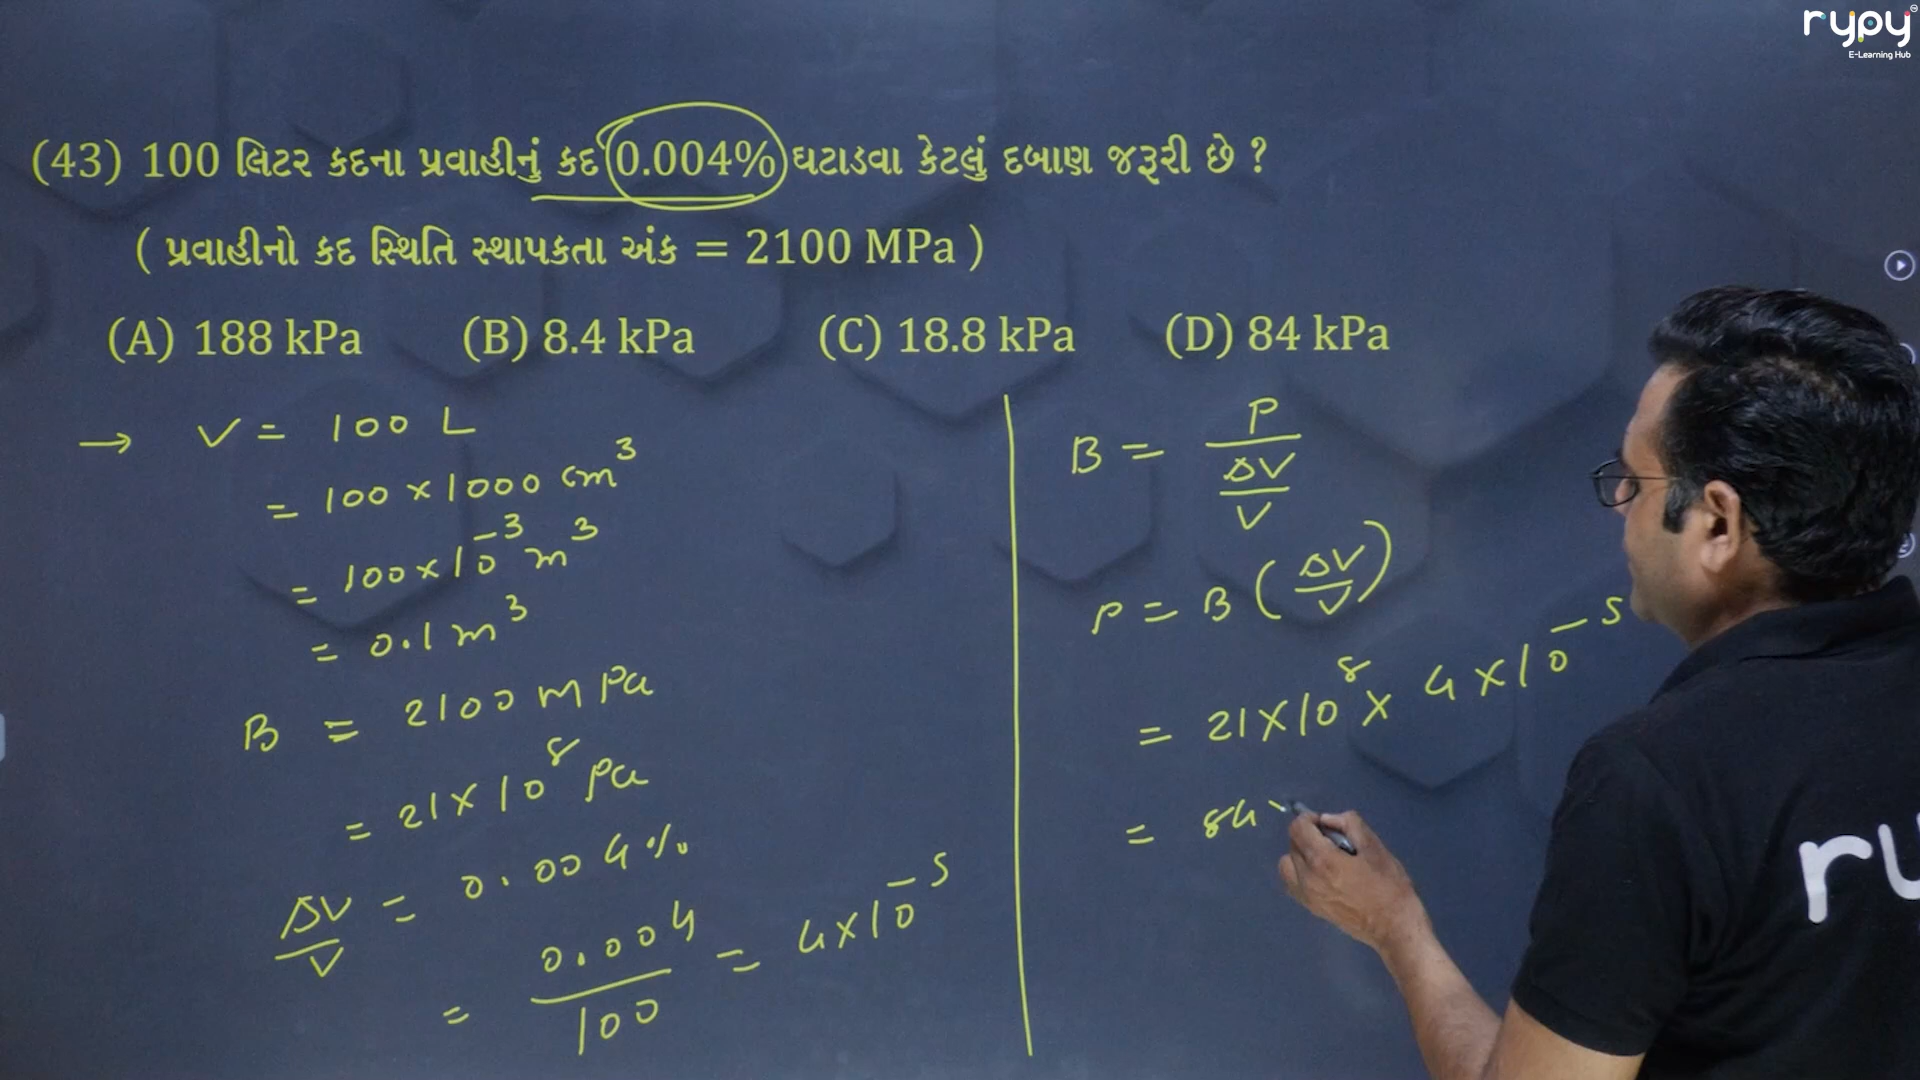 rypy
E-Learning Hub
(43) 100 લિટર કદના પ્રવાહીનું કદ 0.004% ઘટાડવા કેટલું દબાણ જરૂરી છે ?
( પ્રવાહીનો કદ સ્થિતિ સ્થાપકતા અંક = 2100 MPa )
(A) 188 kPa (B) 8.4 kPa (C) 18.8 kPa (D) 84 kPa
→ V = 100 L
= 100 × 1000 cm³
= 100 × 10⁻³ m³
= 0.1 m³
B = 2100 m Pa
= 21 × 10⁸ Pa
ΔV/V = 0.004%
= 0.004/100 = 4 × 10⁻⁵
B = P/(ΔV/V)
P = B (ΔV/V)
= 21 × 10⁸ × 4 × 10⁻⁵
= 84
ry